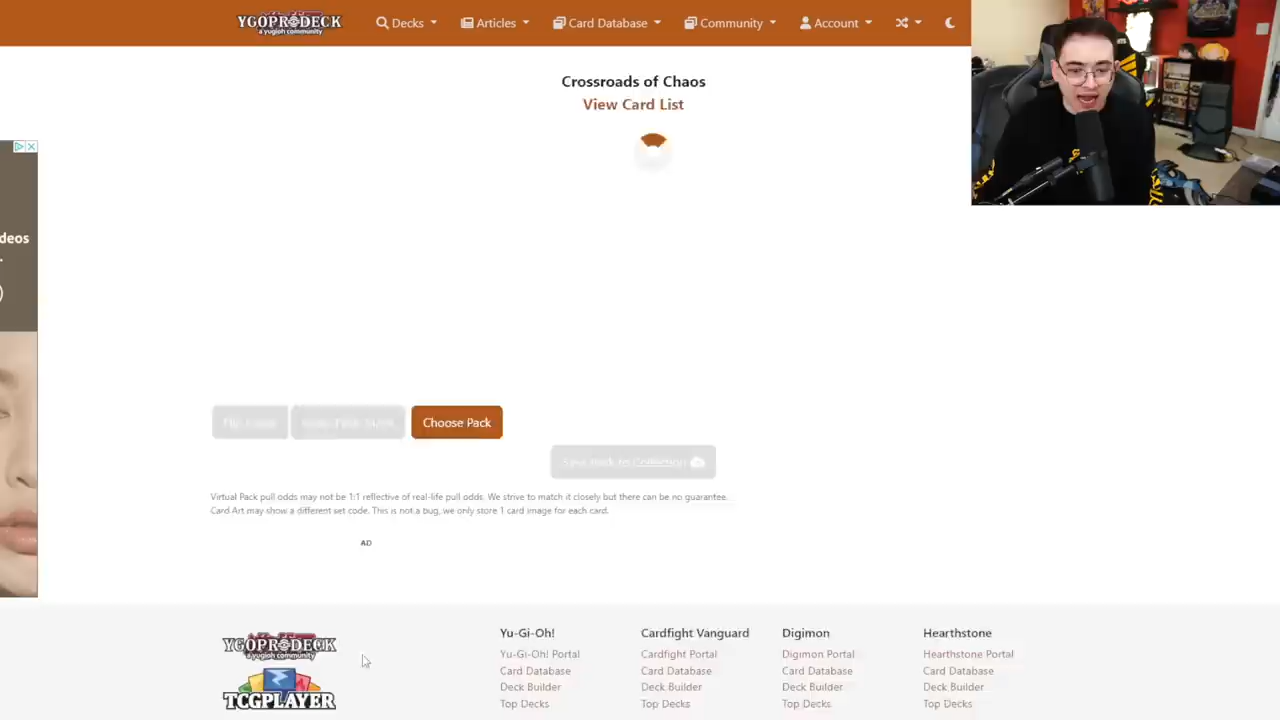 YGOPRODECK
a yugioh community
Decks
Articles
Card Database
Community
Account
Crossroads of Chaos
View Card List
deos
Choose Pack
Save Pack to Collection
Virtual Pack pull odds may not be 1:1 reflective of real-life pull odds. We strive to match it closely but there can be no guarantee.
Card Art may show a different set code. This is not a bug, we only store 1 card image for each card.
AD
YGOPRODECK
a yugioh community
TCGPLAYER
Yu-Gi-Oh!
Yu-Gi-Oh! Portal
Card Database
Deck Builder
Top Decks
Cardfight Vanguard
Cardfight Portal
Card Database
Deck Builder
Top Decks
Digimon
Digimon Portal
Card Database
Deck Builder
Top Decks
Hearthstone
Hearthstone Portal
Card Database
Deck Builder
Top Decks